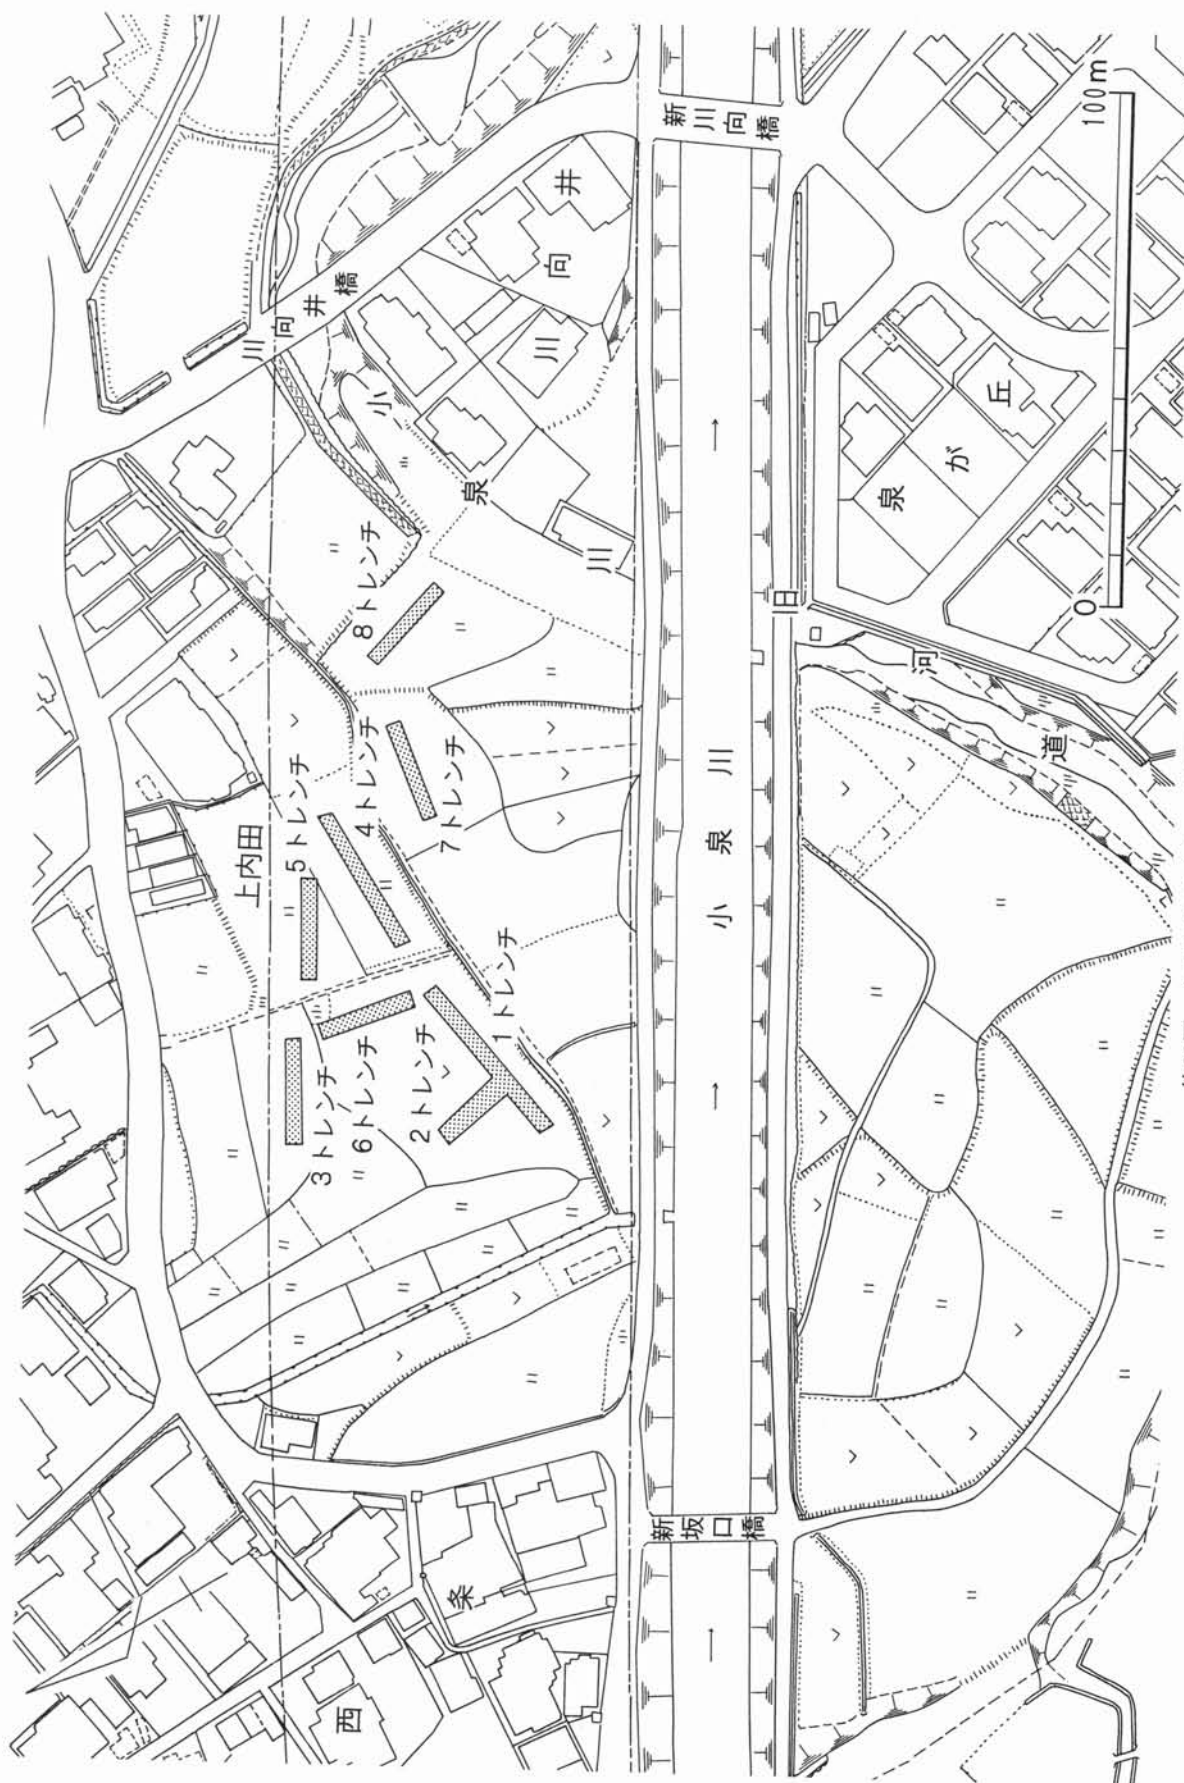 新川向橋
100m
0
川向井橋
川向井
小泉川旧河道
泉が丘
上内田
8トレンチ
5トレンチ
4トレンチ
7トレンチ
3トレンチ
6トレンチ
2トレンチ
1トレンチ
小泉川
新坂口橋
西条